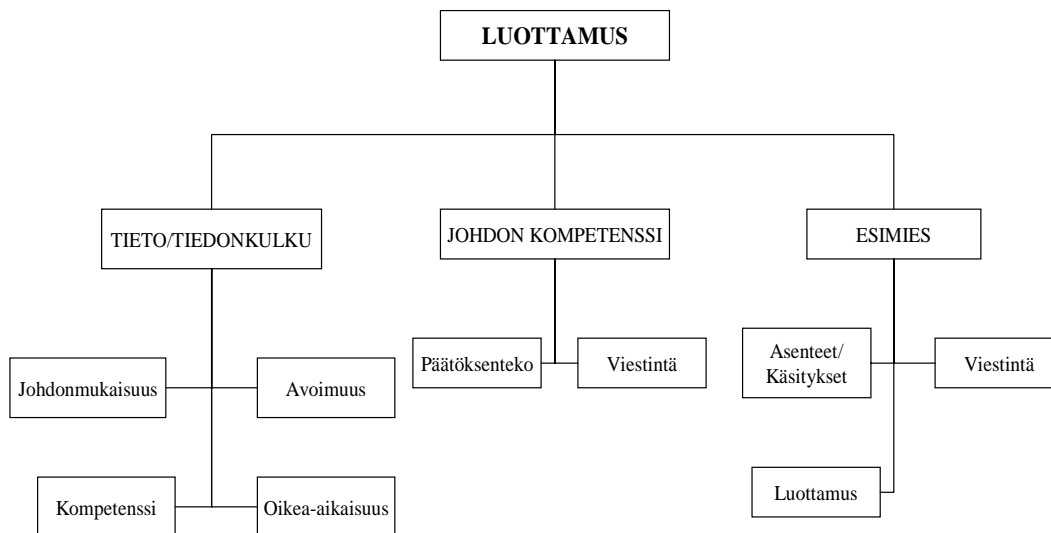 LUOTTAMUS
TIETO/TIEDONKULKU
JOHDON KOMPETENSSI
ESIMIES
Johdonmukaisuus
Avoimuus
Päätöksenteko
Viestintä
Asenteet/
Käsitykset
Viestintä
Kompetenssi
Oikea-aikaisuus
Luottamus